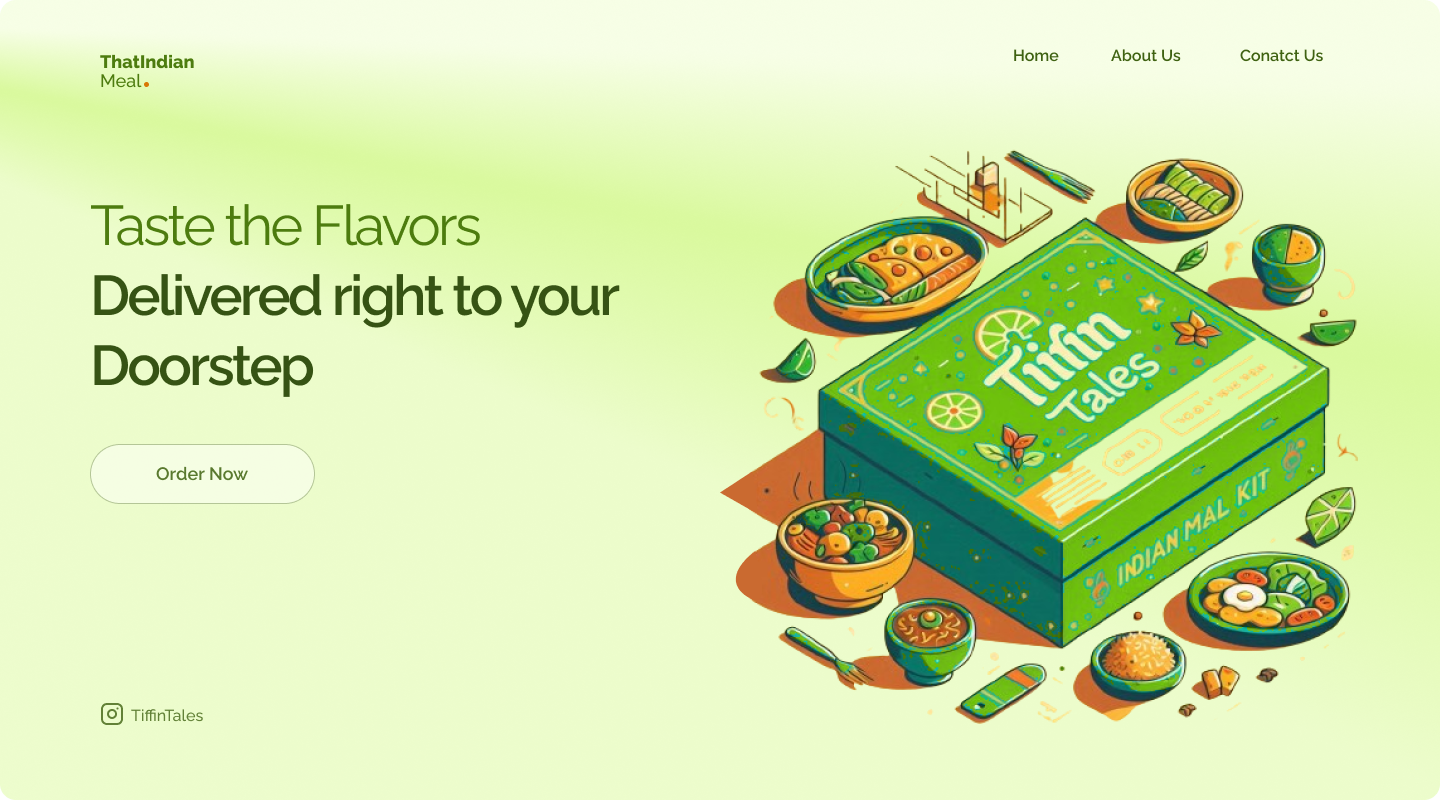 ThatIndian
Meal.
Home
About Us
Conatct Us
Taste the Flavors
Delivered right to your
Doorstep
Order Now
Tiffin
Tales
INDIAN MAL KIT
TiffinTales